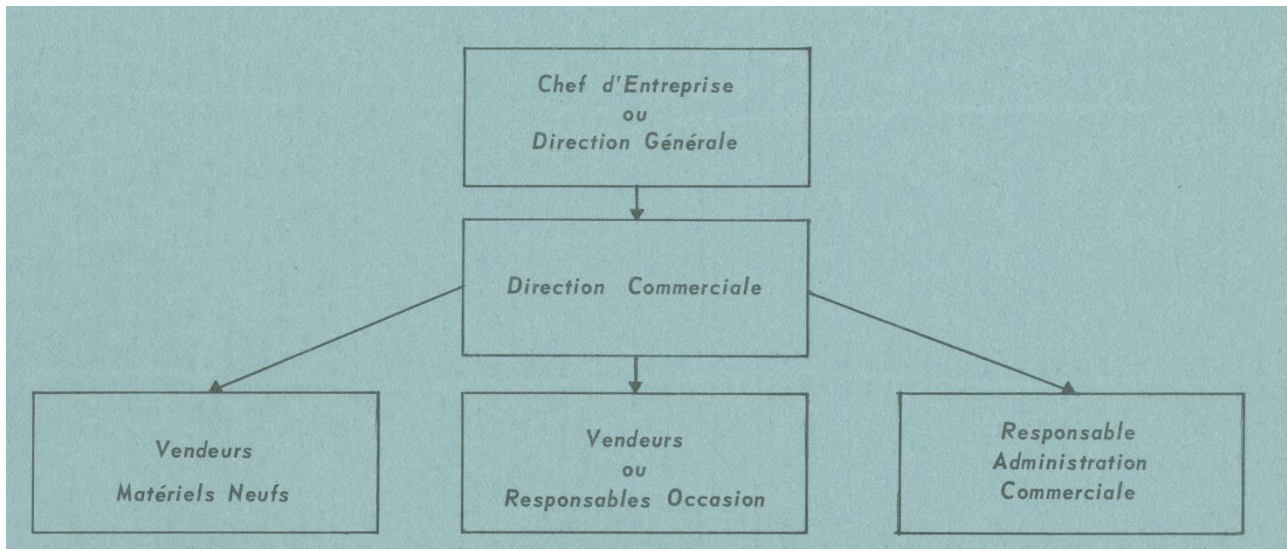 Chef d'Entreprise
ou
Direction Générale
Direction Commerciale
Vendeurs
Matériels Neufs
Vendeurs
ou
Responsables Occasion
Responsable
Administration
Commerciale